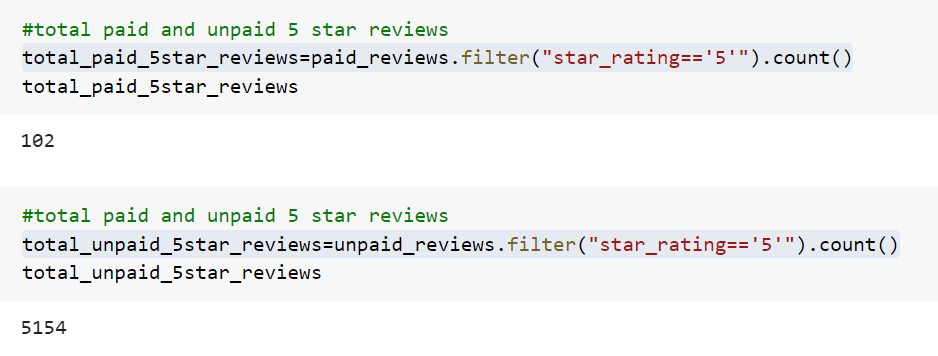 #total paid and unpaid 5 star reviews
total_paid_5star_reviews=paid_reviews.filter("star_rating=='5'").count()
total_paid_5star_reviews
102
#total paid and unpaid 5 star reviews
total_unpaid_5star_reviews=unpaid_reviews.filter("star_rating=='5'").count()
total_unpaid_5star_reviews
5154